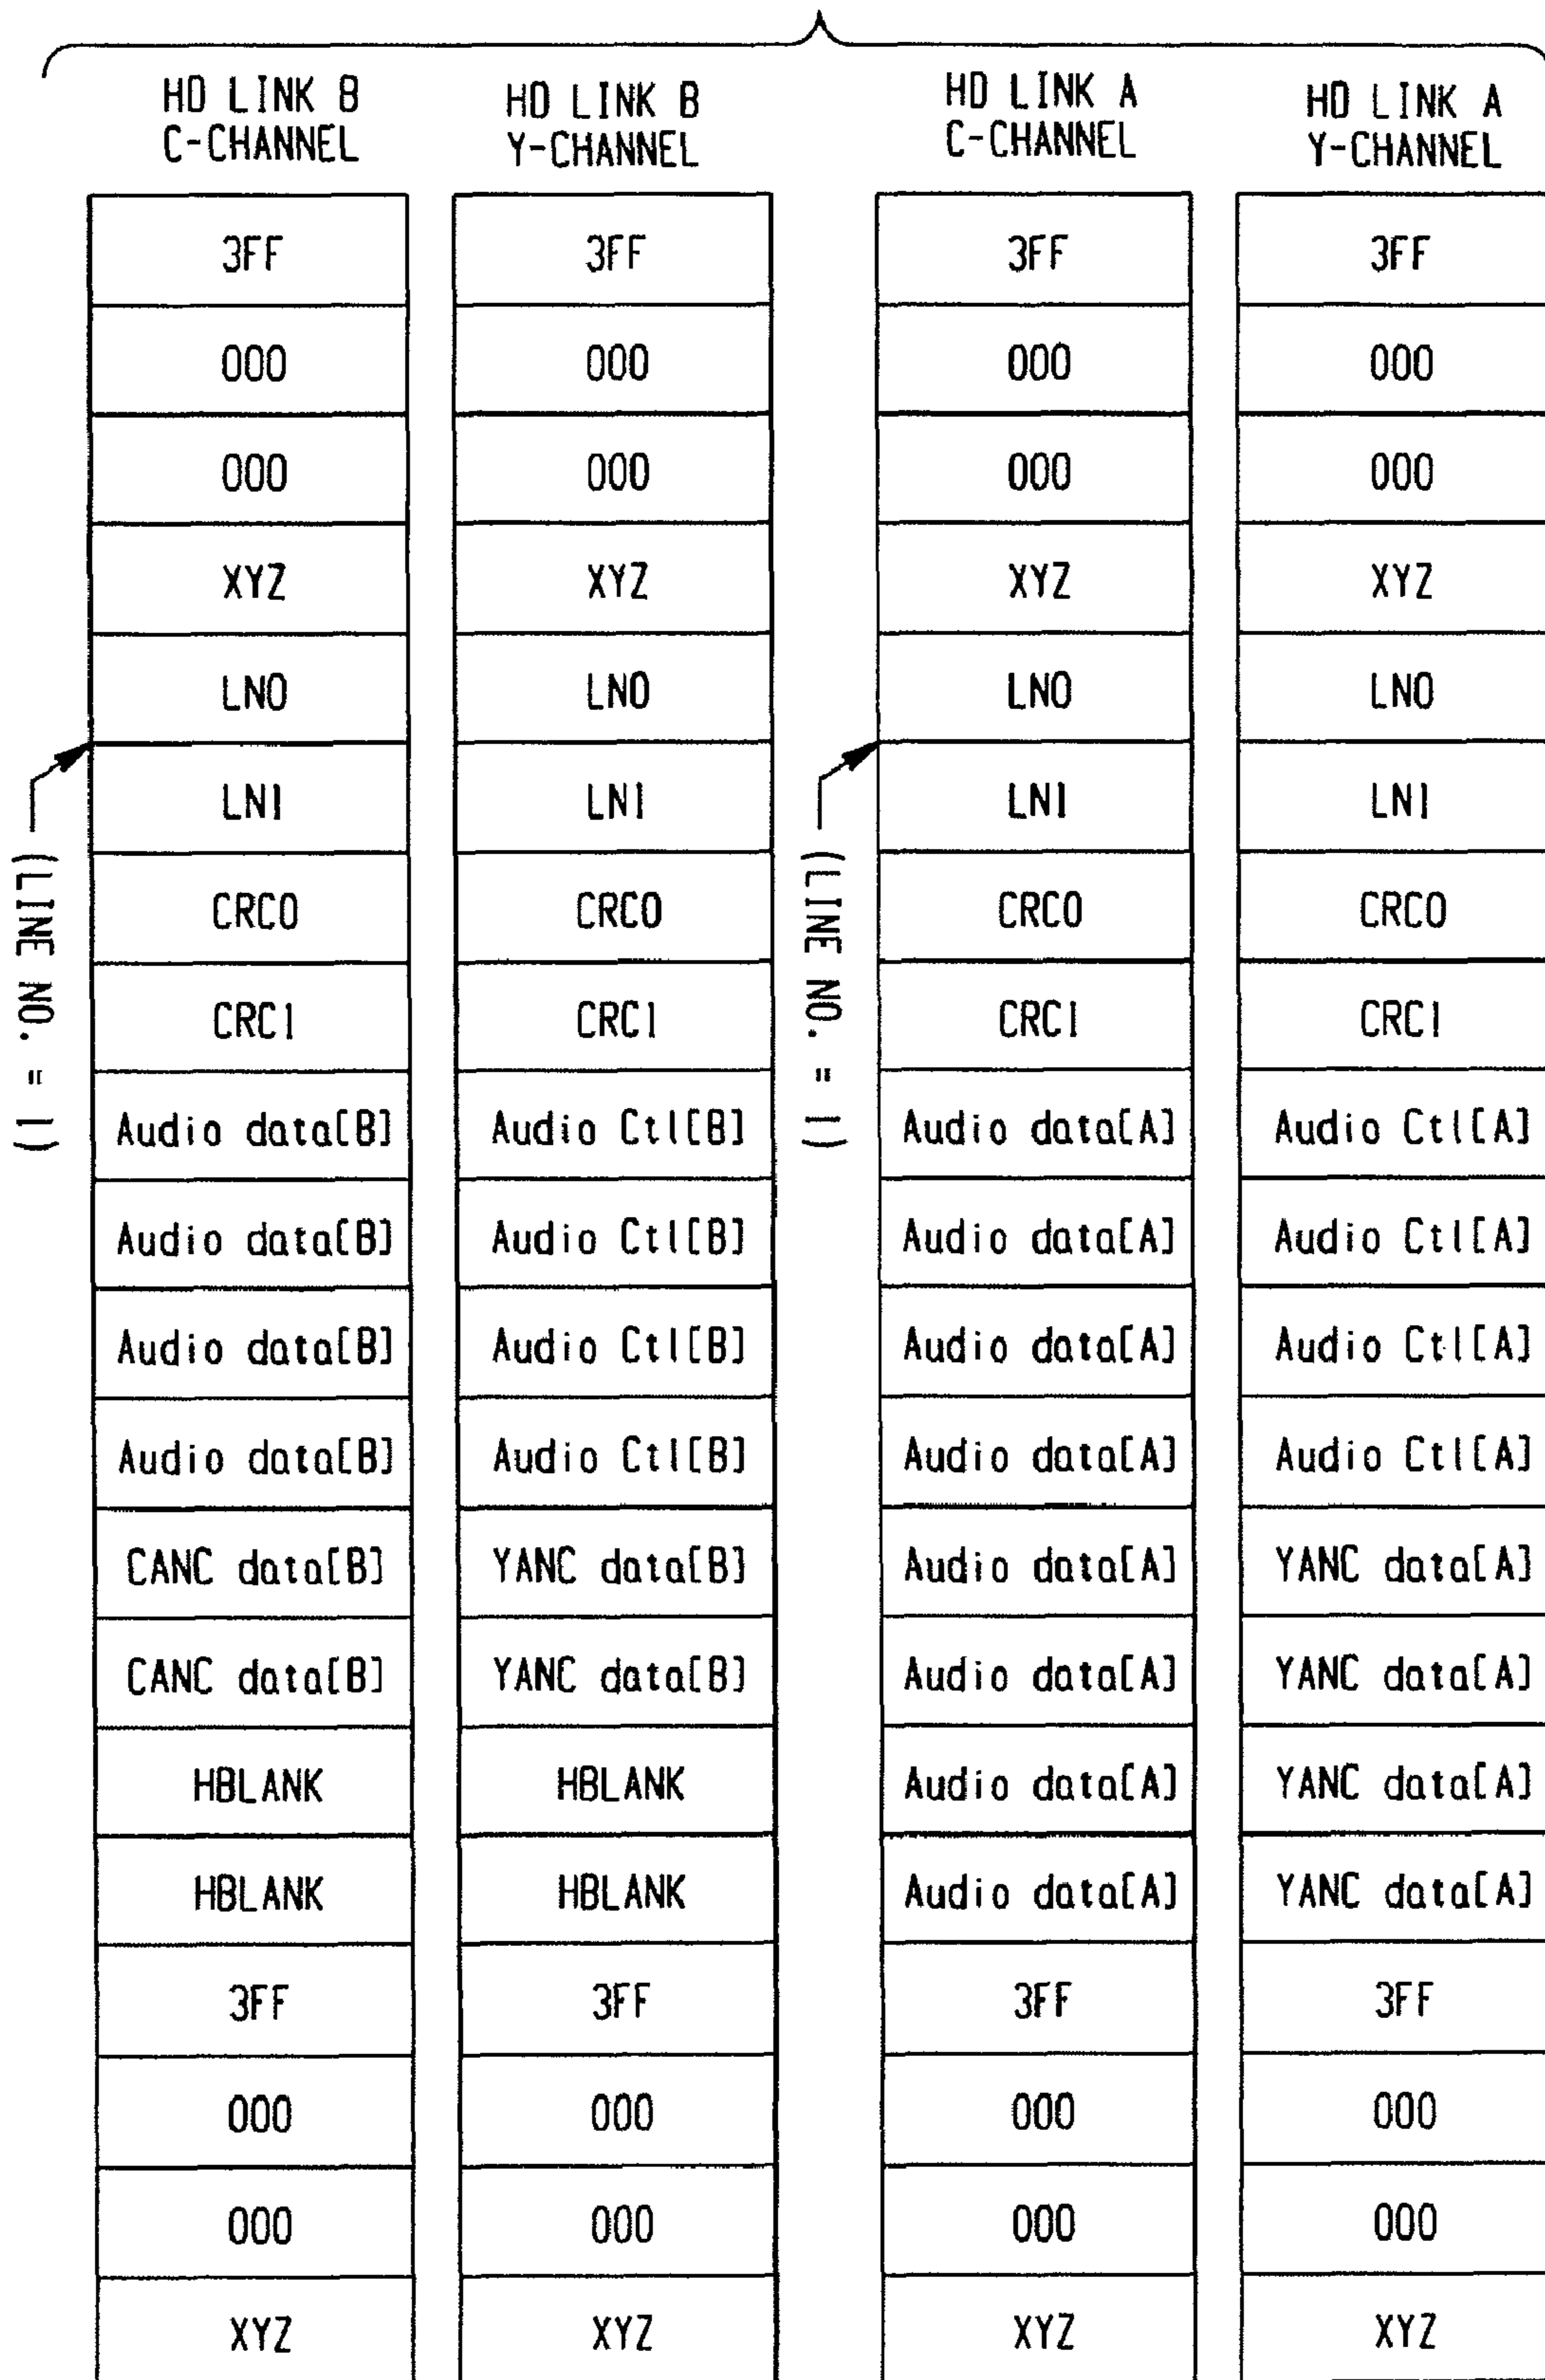 HD LINK B C-CHANNEL HD LINK B Y-CHANNEL HD LINK A C-CHANNEL HD LINK A Y-CHANNEL
3FF 3FF 3FF 3FF
000 000 000 000
000 000 000 000
XYZ XYZ XYZ XYZ
LN0 LN0 LN0 LN0
LN1 LN1 LN1 LN1
(LINE NO. = 1) (LINE NO. = 1)
CRC0 CRC0 CRC0 CRC0
CRC1 CRC1 CRC1 CRC1
Audio data[B] Audio Ctl[B] Audio data[A] Audio Ctl[A]
Audio data[B] Audio Ctl[B] Audio data[A] Audio Ctl[A]
Audio data[B] Audio Ctl[B] Audio data[A] Audio Ctl[A]
Audio data[B] Audio Ctl[B] Audio data[A] Audio Ctl[A]
CANC data[B] YANC data[B] Audio data[A] YANC data[A]
CANC data[B] YANC data[B] Audio data[A] YANC data[A]
HBLANK HBLANK Audio data[A] YANC data[A]
HBLANK HBLANK Audio data[A] YANC data[A]
3FF 3FF 3FF 3FF
000 000 000 000
000 000 000 000
XYZ XYZ XYZ XYZ